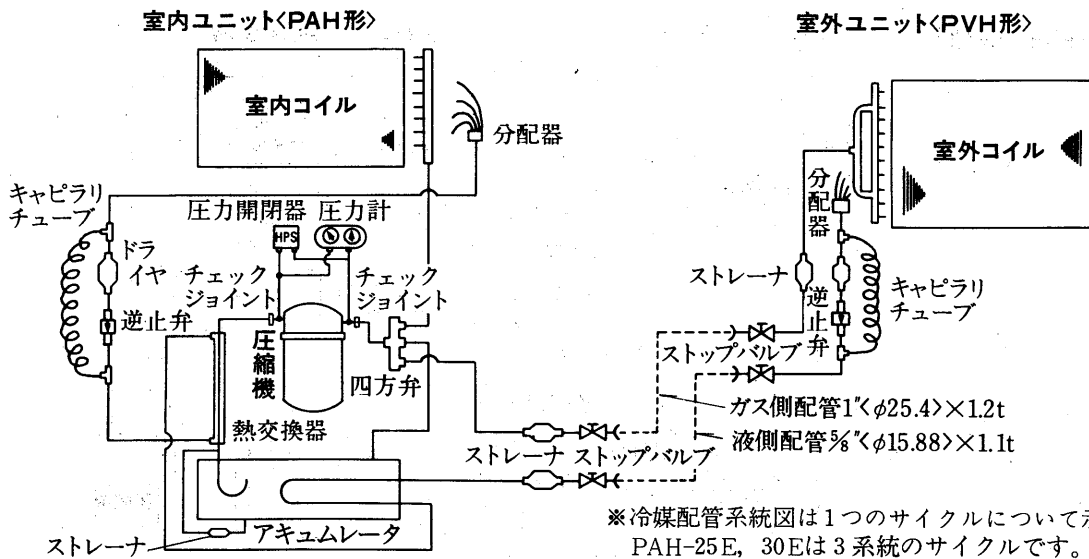 室内ユニット〈PAH形〉
室外ユニット〈PVH形〉
室内コイル
分配器
室外コイル
分配器
キャピラリ
チューブ
圧力開閉器 圧力計
HPS
ドラ
イヤ
チェック
ジョイント
チェック
ジョイント
ストレーナ
キャピラリ
チューブ
逆止弁
逆止弁
圧縮機
四方弁
ストップバルブ
熱交換器
ガス側配管1"〈φ25.4〉×1.2t
液側配管5/8"〈φ15.88〉×1.1t
ストレーナ ストップバルブ
アキュムレータ
ストレーナ
※冷媒配管系統図は1つのサイクルについて
PAH-25E, 30Eは3系統のサイクルです。